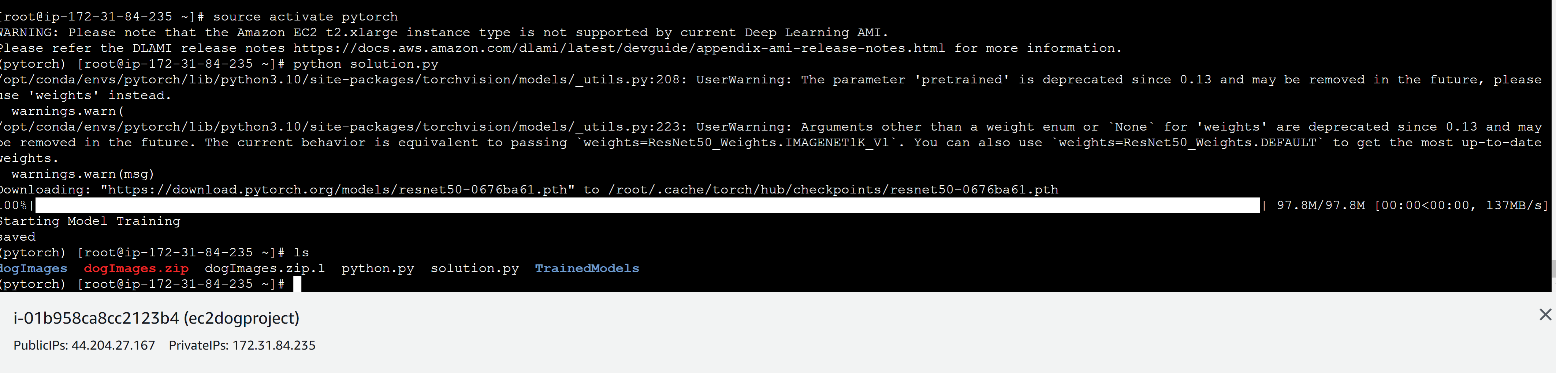 [root@ip-172-31-84-235 ~]# source activate pytorch
WARNING: Please note that the Amazon EC2 t2.xlarge instance type is not supported by current Deep Learning AMI.
Please refer the DLAMI release notes https://docs.aws.amazon.com/dlami/latest/devguide/appendix-ami-release-notes.html for more information.
(pytorch) [root@ip-172-31-84-235 ~]# python solution.py
/opt/conda/envs/pytorch/lib/python3.10/site-packages/torchvision/models/_utils.py:208: UserWarning: The parameter 'pretrained' is deprecated since 0.13 and may be removed in the future, please
use 'weights' instead.
  warnings.warn(
/opt/conda/envs/pytorch/lib/python3.10/site-packages/torchvision/models/_utils.py:223: UserWarning: Arguments other than a weight enum or `None` for 'weights' are deprecated since 0.13 and may
be removed in the future. The current behavior is equivalent to passing `weights=ResNet50_Weights.IMAGENET1K_V1`. You can also use `weights=ResNet50_Weights.DEFAULT` to get the most up-to-date
weights.
  warnings.warn(msg)
Downloading: "https://download.pytorch.org/models/resnet50-0676ba61.pth" to /root/.cache/torch/hub/checkpoints/resnet50-0676ba61.pth
100%| | 97.8M/97.8M [00:00<00:00, 137MB/s]
Starting Model Training
saved
(pytorch) [root@ip-172-31-84-235 ~]# ls
dogImages  dogImages.zip  dogImages.zip.1  python.py  solution.py  TrainedModels
(pytorch) [root@ip-172-31-84-235 ~]#
i-01b958ca8cc2123b4 (ec2dogproject)
PublicIPs: 44.204.27.167 PrivateIPs: 172.31.84.235